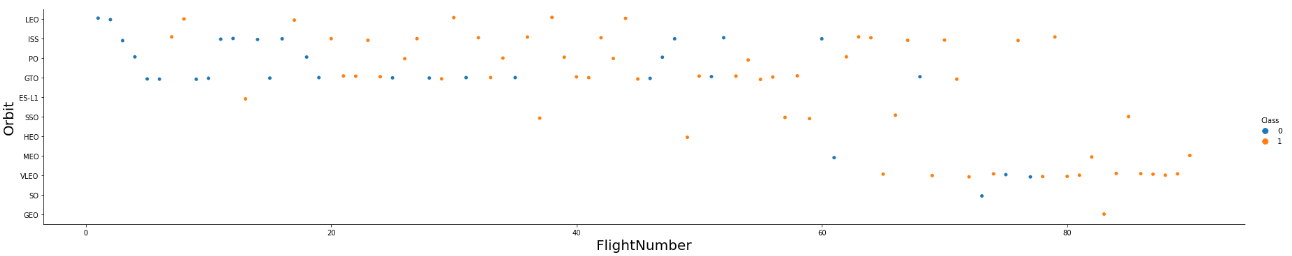 LEO
ISS
PO
GTO
ES-L1
SSO
HEO
MEO
VLEO
SO
GEO
Orbit
0
20
40
60
80
FlightNumber
Class
0
1